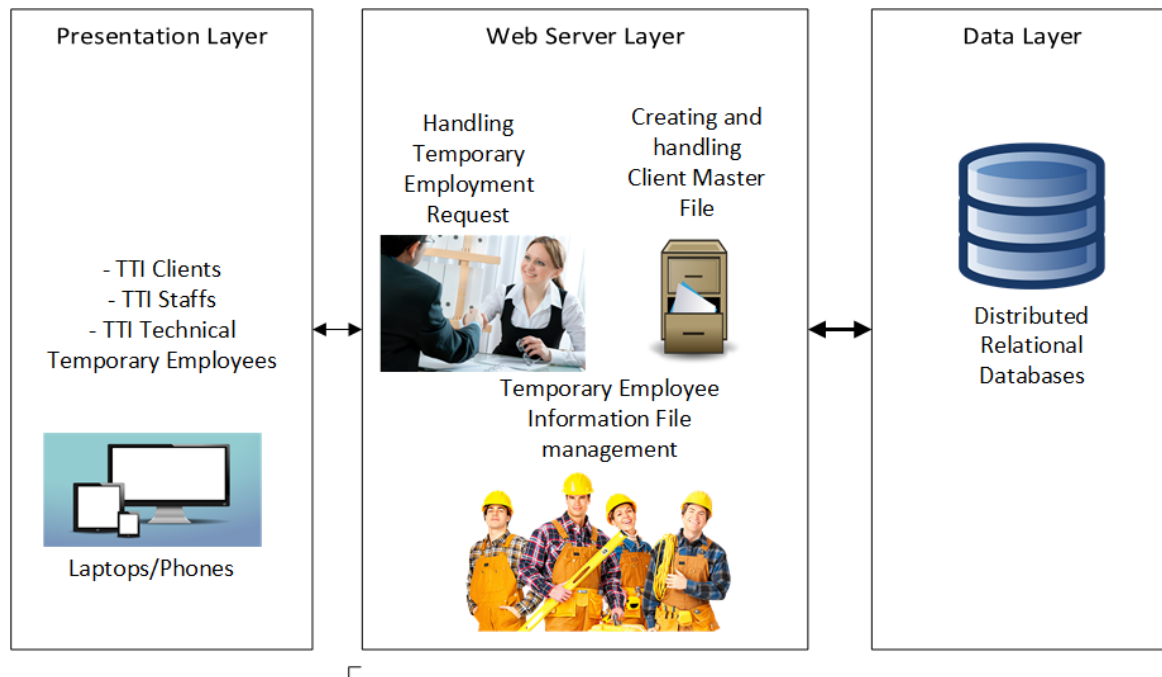 Presentation Layer
- TTI Clients
- TTI Staffs
- TTI Technical
Temporary Employees
Laptops/Phones
Web Server Layer
Handling
Temporary
Employment
Request
Creating and
handling
Client Master
File
Temporary Employee
Information File
management
Data Layer
Distributed
Relational
Databases